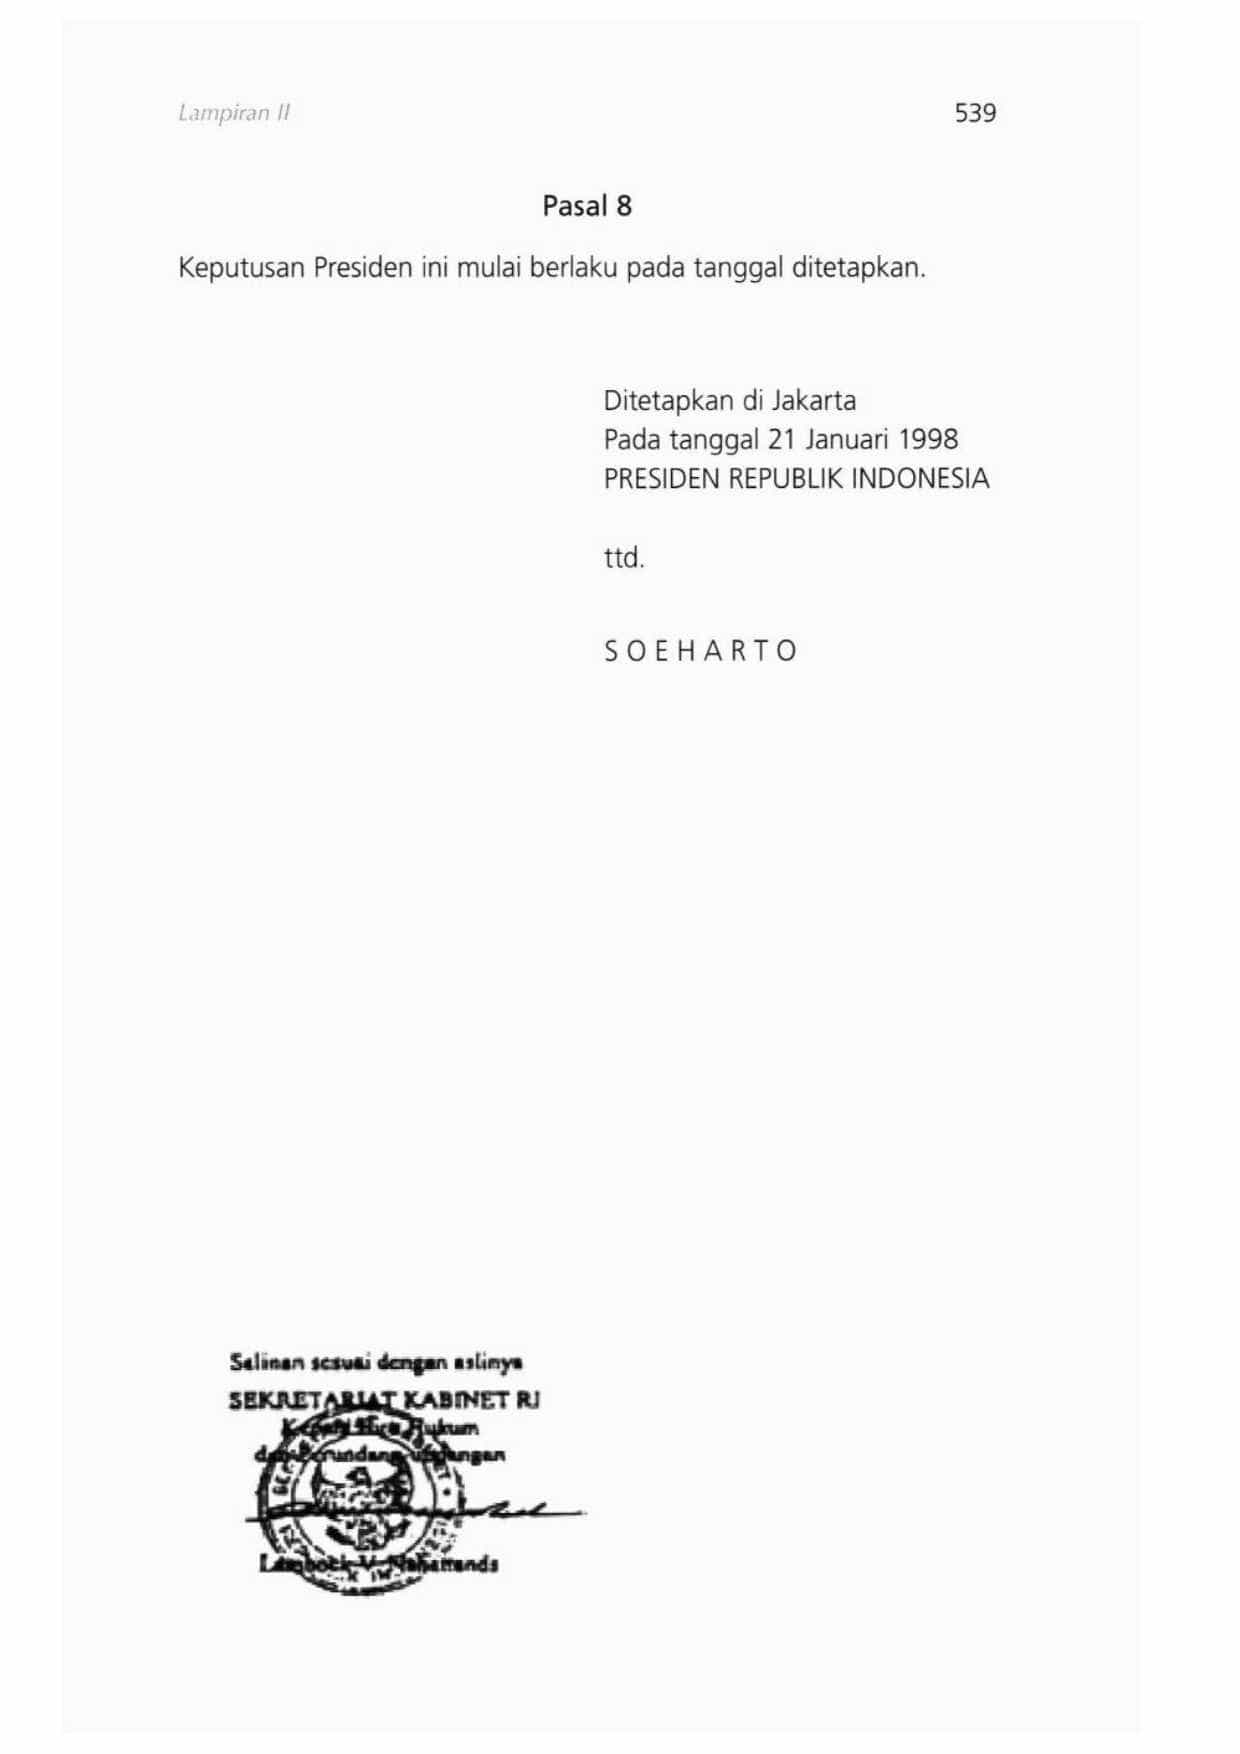 Lampiran II 539
Pasal 8
Keputusan Presiden ini mulai berlaku pada tanggal ditetapkan.
Ditetapkan di Jakarta
Pada tanggal 21 Januari 1998
PRESIDEN REPUBLIK INDONESIA
ttd.
S O E H A R T O
Salinan sesuai dengan aslinya
SEKRETARIAT KABINET RI
Kepala Biro Hukum
dan Perundang-undangan
Lambock V. Nahattands